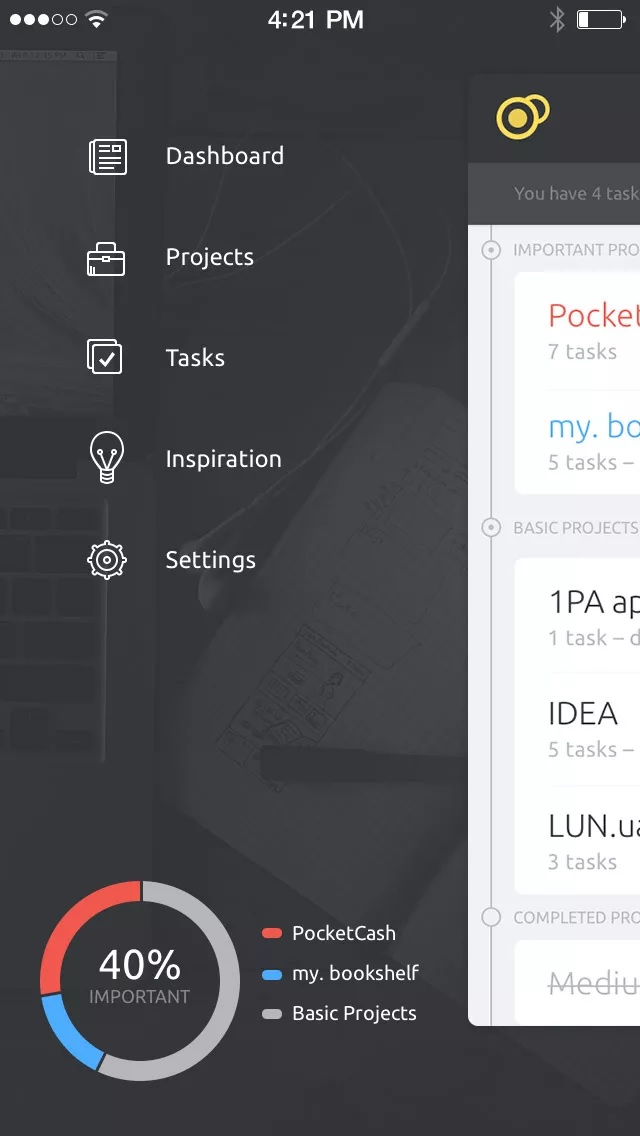 4:21 PM
Dashboard
Projects
Tasks
Inspiration
Settings
40%
IMPORTANT
PocketCash
my. bookshelf
Basic Projects
You have 4 task
IMPORTANT PRO
Pocket
7 tasks
my. bo
5 tasks –
BASIC PROJECTS
1PA ap
1 task – d
IDEA
5 tasks –
LUN.ua
3 tasks
COMPLETED PRO
Mediu